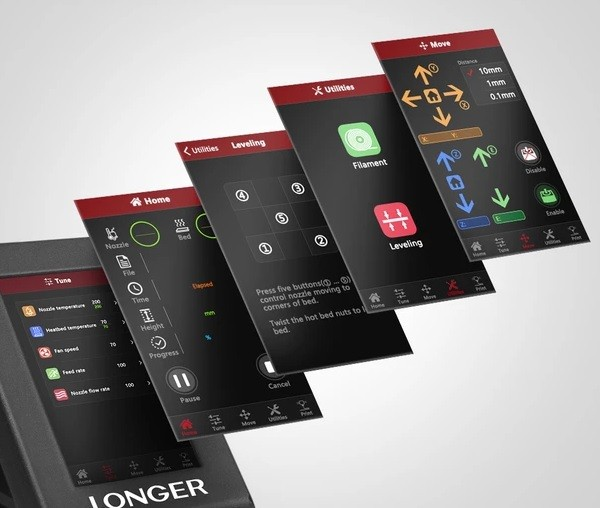 Tune
Nozzle temperature 200
Heatbed temperature 70
Fan speed 70
Feed rate 100
Nozzle flow rate 100
Home
Tune
Move
Utilities
Print
LONGER
Home
Nozzle
Bed
File
Time
Elapsed
Height
mm
Progress
%
Pause
Cancel
Home
Tune
Move
Utilities
Utilities
Leveling
④ ③
⑤
① ②
Press five buttons(① ... ⑤)
control nozzle moving to
corners of bed.
Twist the hot bed nuts to l
bed.
Utilities
Filament
Leveling
Home
Tune
Move
Utilities
Print
Move
Distance
10mm
1mm
0.1mm
Y
X
X: Y:
Z
E
Disable
Enable
Z:
E:
Home
Tune
Move
Utilities
Print